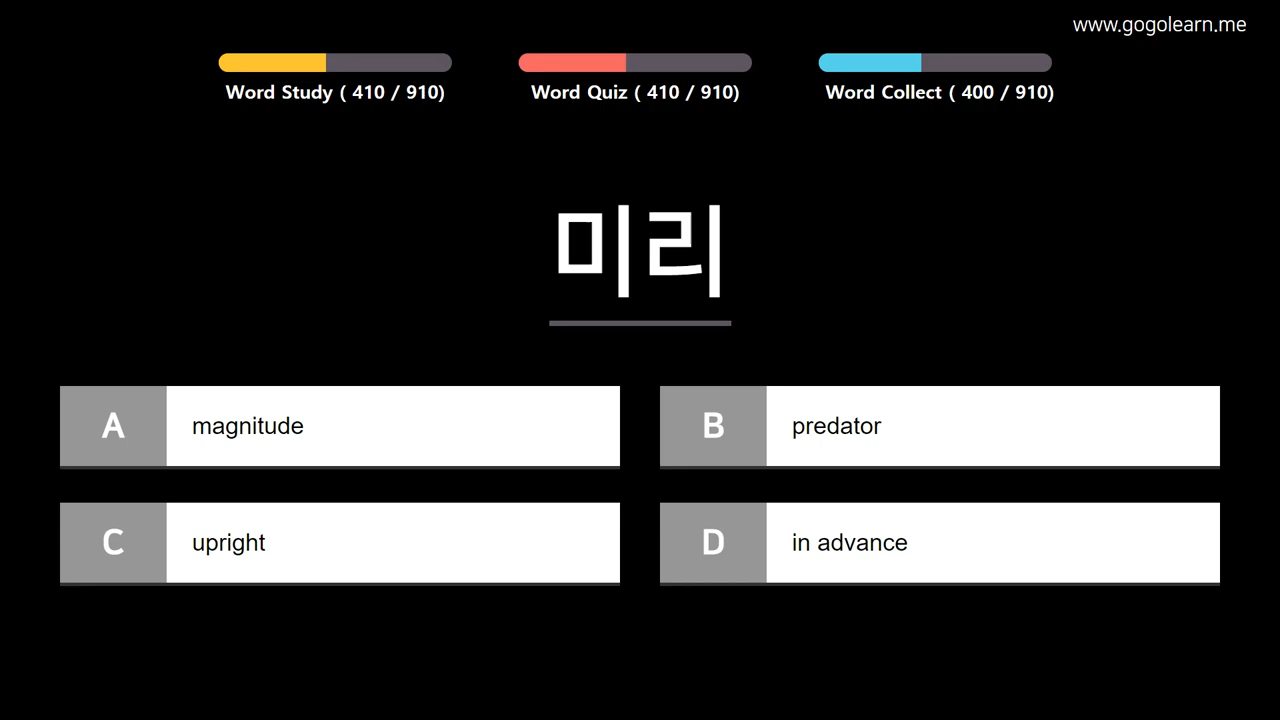 www.gogolearn.me
Word Study ( 410 / 910)
Word Quiz ( 410 / 910)
Word Collect ( 400 / 910)
미리
A magnitude
B predator
C upright
D in advance